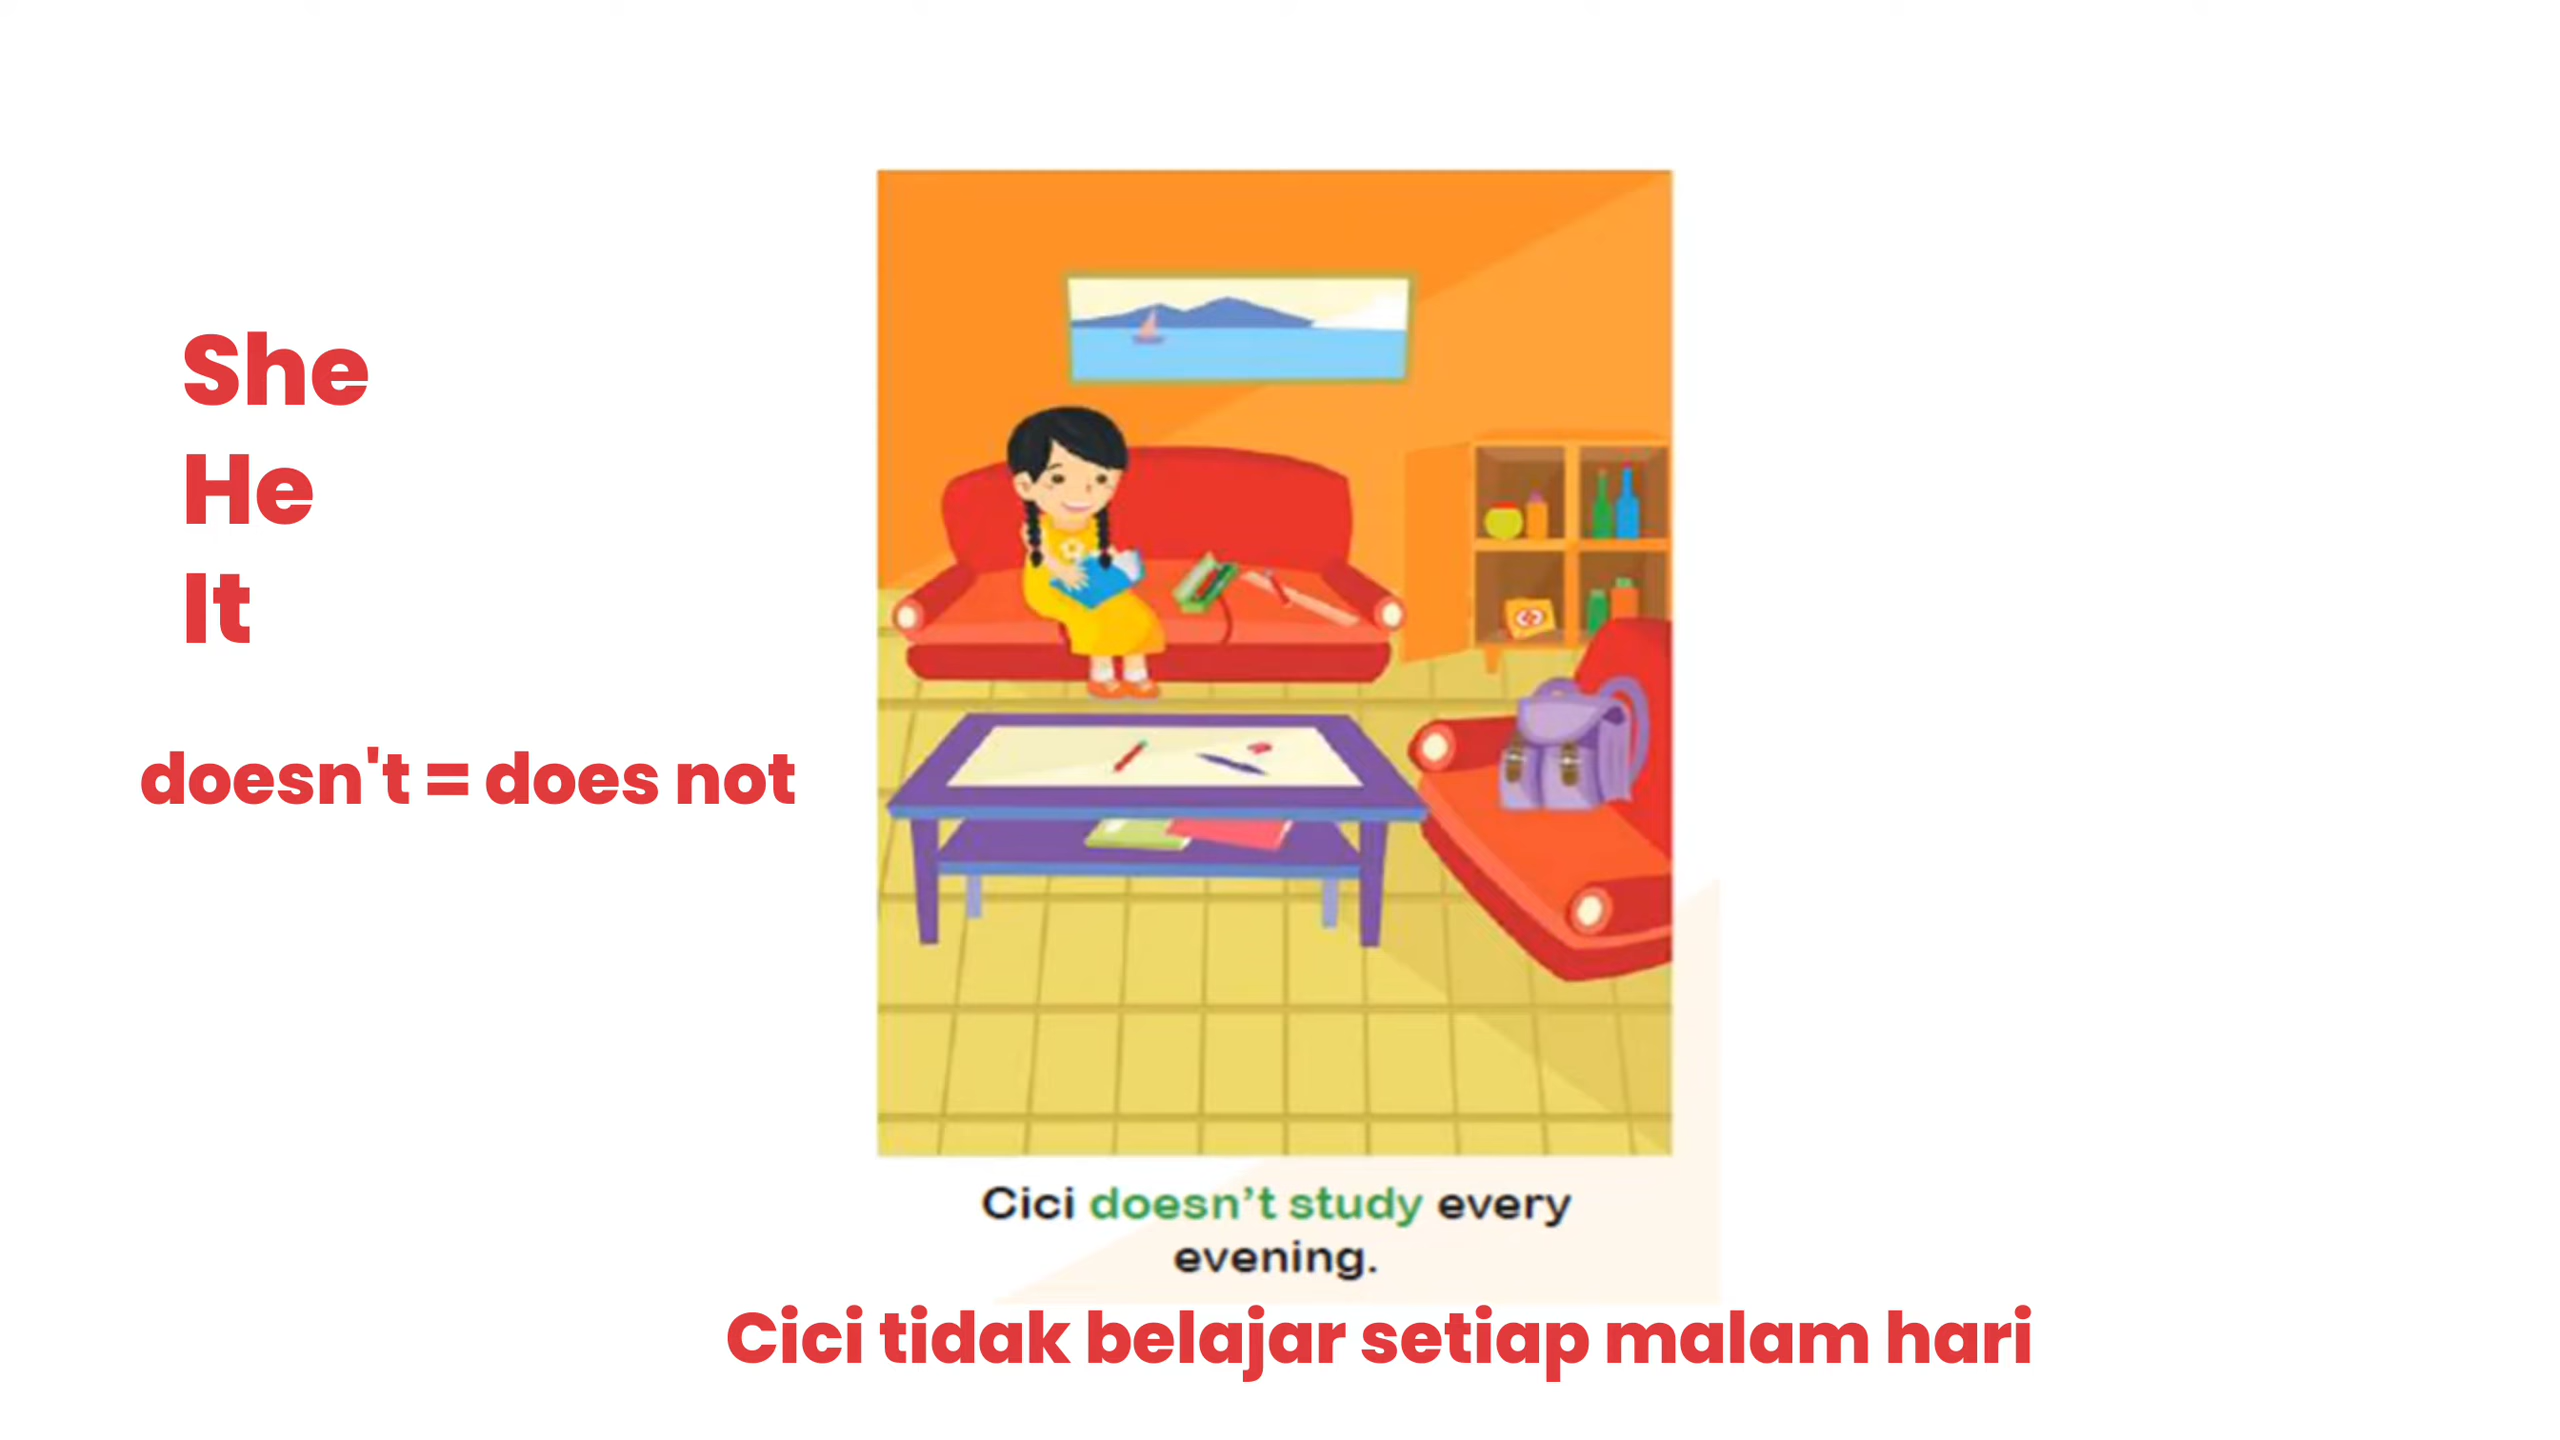 She
He
It
doesn't = does not
Cici doesn't study every
evening.
Cici tidak belajar setiap malam hari